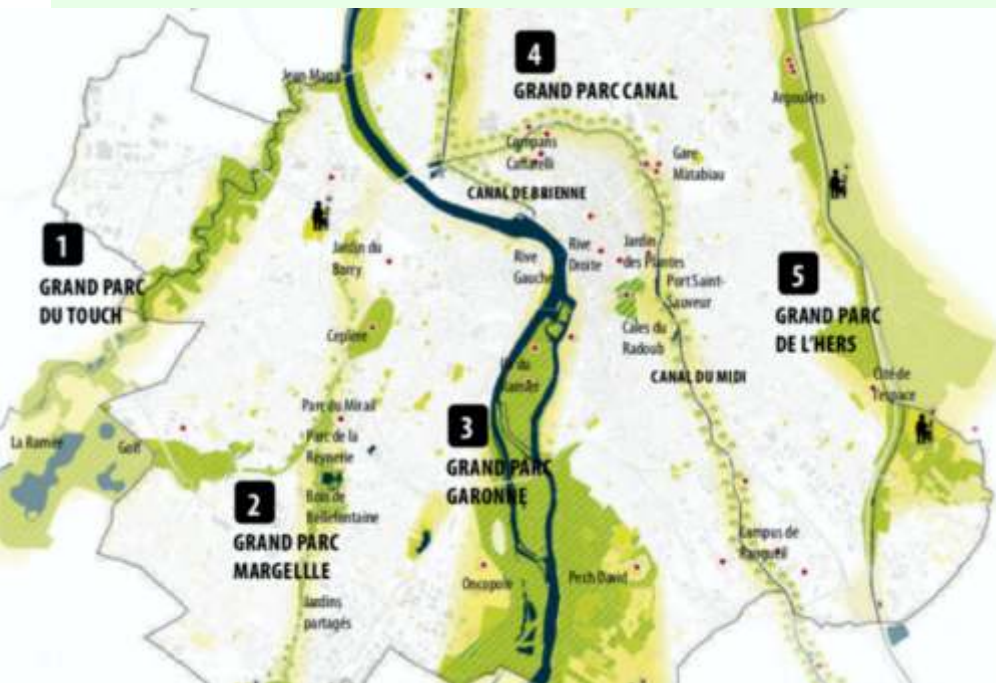 4
GRAND PARC CANAL
Argoulets
Compans
Caffarelli
Gare
Matabiau
CANAL DE BRIENNE
1
GRAND PARC
DU TOUCH
Jardin du
Barry
Rive
Gauche
Rive
Droite
Jardin
des Plantes
Port Saint-
Sauveur
5
GRAND PARC
DE L'HERS
Cales du
Radoub
CANAL DU MIDI
Cité de
l'espace
Parc du Mirail
La Ramée
Golf
Parc de la
Reynerie
3
GRAND PARC
GARONNE
Bois de
Bellefontaine
2
GRAND PARC
MARGELLLE
Campus de
Rangueil
Oncopole
Pech David
Jardins
partagés